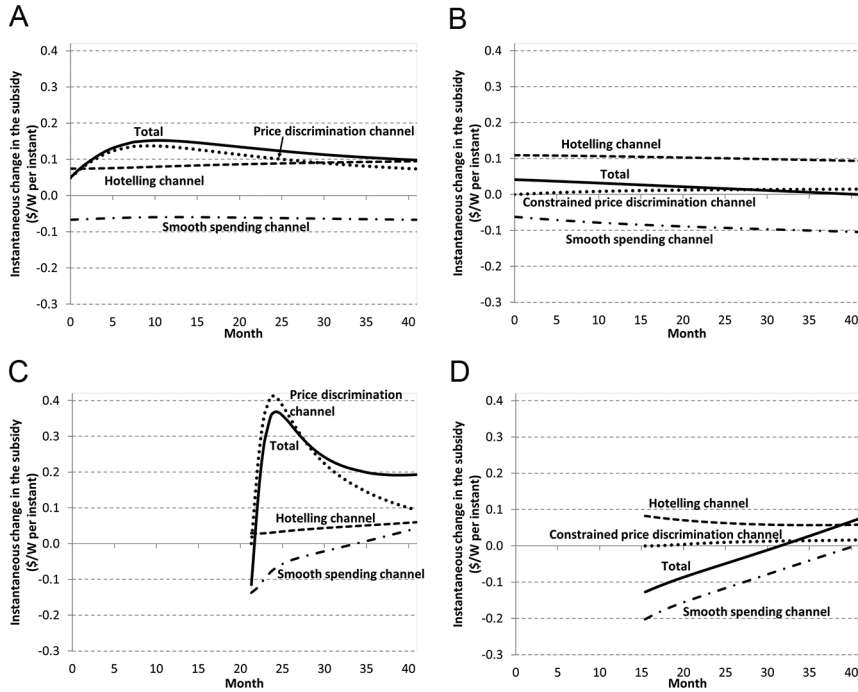 A
Instantaneous change in the subsidy
($/W per instant)
0.4
0.3
0.2
0.1
0.0
-0.1
-0.2
-0.3
Total
Price discrimination channel
Hotelling channel
Smooth spending channel
0 5 10 15 20 25 30 35 40
Month
B
Instantaneous change in the subsidy
($/W per instant)
0.4
0.3
0.2
0.1
0.0
-0.1
-0.2
-0.3
Hotelling channel
Total
Constrained price discrimination channel
Smooth spending channel
0 5 10 15 20 25 30 35 40
Month
C
Instantaneous change in the subsidy
($/W per instant)
0.4
0.3
0.2
0.1
0.0
-0.1
-0.2
-0.3
Price discrimination
channel
Total
Hotelling channel
Smooth spending channel
0 5 10 15 20 25 30 35 40
Month
D
Instantaneous change in the subsidy
($/W per instant)
0.4
0.3
0.2
0.1
0.0
-0.1
-0.2
-0.3
Hotelling channel
Constrained price discrimination channel
Total
Smooth spending channel
0 5 10 15 20 25 30 35 40
Month